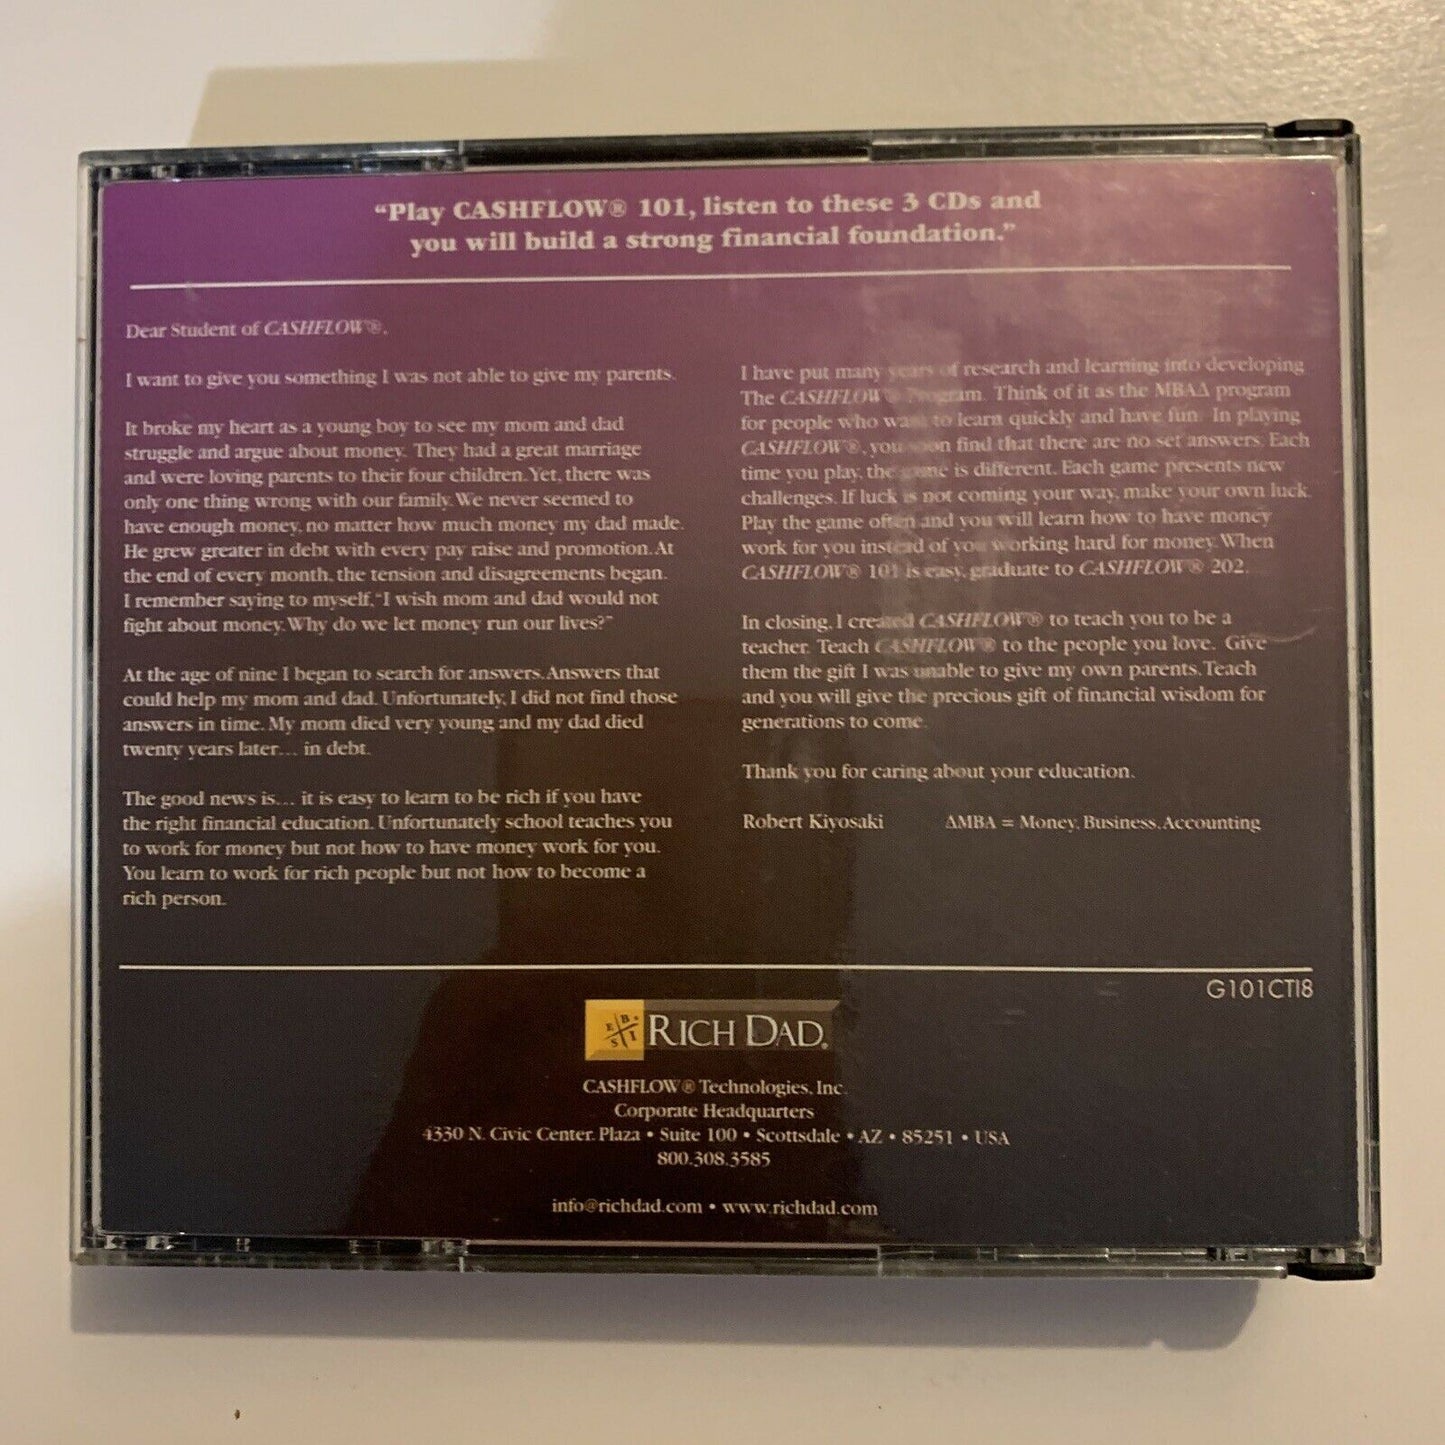 “Play CASHFLOW® 101, listen to these 3 CDs and
you will build a strong financial foundation.”
Dear Student of CASHFLOW®,
I want to give you something I was not able to give my parents.
It broke my heart as a young boy to see my mom and dad
struggle and argue about money. They had a great marriage
and were loving parents to their four children. Yet, there was
only one thing wrong with our family. We never seemed to
have enough money, no matter how much money my dad made.
He grew greater in debt with every pay raise and promotion. At
the end of every month, the tension and disagreements began.
I remember saying to myself, “I wish mom and dad would not
fight about money. Why do we let money run our lives?”
At the age of nine I began to search for answers. Answers that
could help my mom and dad. Unfortunately, I did not find those
answers in time. My mom died very young and my dad died
twenty years later… in debt.
The good news is… it is easy to learn to be rich if you have
the right financial education. Unfortunately school teaches you
to work for money but not how to have money work for you.
You learn to work for rich people but not how to become a
rich person.
I have put many years of research and learning into developing
The CASHFLOW® Program. Think of it as the MBAΔ program
for people who want to learn quickly and have fun. In playing
CASHFLOW®, you soon find that there are no set answers. Each
time you play, the game is different. Each game presents new
challenges. If luck is not coming your way, make your own luck.
Play the game often and you will learn how to have money
work for you instead of you working hard for money. When
CASHFLOW® 101 is easy, graduate to CASHFLOW® 202.
In closing, I created CASHFLOW® to teach you to be a
teacher. Teach CASHFLOW® to the people you love. Give
them the gift I was unable to give my own parents. Teach
and you will give the precious gift of financial wisdom for
generations to come.
Thank you for caring about your education.
Robert Kiyosaki ΔMBA = Money, Business, Accounting
G101CTI8
E B S I RICH DAD®
CASHFLOW® Technologies, Inc.
Corporate Headquarters
4330 N. Civic Center. Plaza • Suite 100 • Scottsdale • AZ • 85251 • USA
800.308.3585
info@richdad.com • www.richdad.com